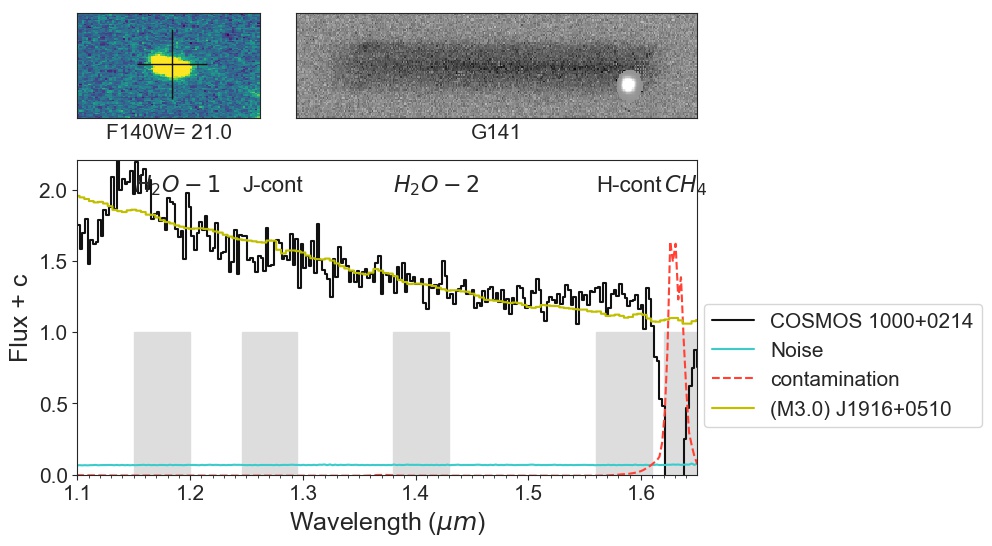 F140W= 21.0
G141
H₂O − 1 J-cont H₂O − 2 H-cont CH₄
2.0
1.5
1.0
0.5
0.0
1.1 1.2 1.3 1.4 1.5 1.6
Flux + c
Wavelength (μm)
COSMOS 1000+0214
Noise
contamination
(M3.0) J1916+0510